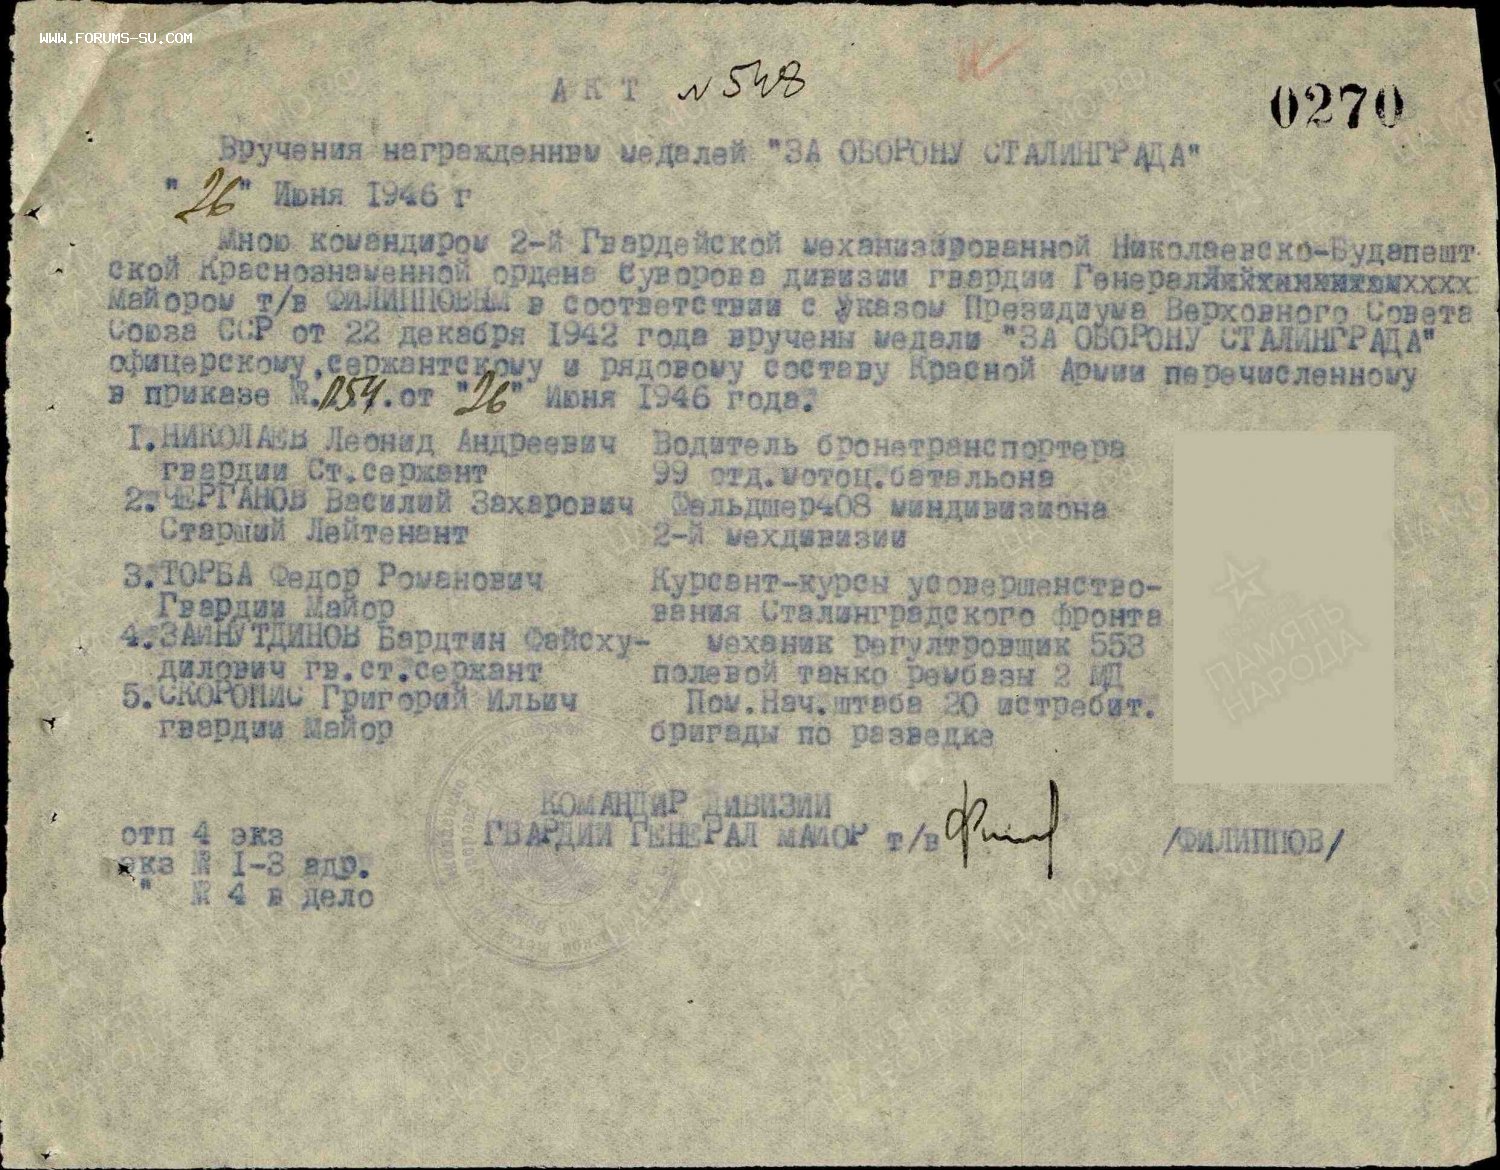 WWW.FORUMS-SU.COM
АКТ № 548
0270
Вручения награжденным медалей "ЗА ОБОРОНУ СТАЛИНГРАДА"
"26" Июня 1946 г
Мною командиром 2-й Гвардейской механизированной Николаевско-Будапешт
ской Краснознаменной ордена Суворова дивизии гвардии Генерал
Майором т/в ФИЛИППОВЫМ в соответствии с Указом Президиума Верховного Совета
Союза ССР от 22 декабря 1942 года вручены медали "ЗА ОБОРОНУ СТАЛИНГРАДА"
офицерскому, сержантскому и рядовому составу Красной Армии перечисленному
в приказе №. 054. от "26" Июня 1946 года.
1. НИКОЛАЕВ Леонид Андреевич Водитель бронетранспортера
гвардии Ст.сержант 99 отд.мотоц.батальона
2. ЧЕРГАНОВ Василий Захарович Фельдшер 408 миндивизиона
Старший Лейтенант 2-й мехдивизии
3. ТОРБА Федор Романович Курсант-курсы усовершенство-
Гвардии Майор вания Сталинградского фронта
4. ЗАЙНУТДИНОВ Бардтин Файсху- механик регултровщик 553
дилович гв.ст.сержант полевой танко рембазы 2 МД
5. СКОРОПИС Григорий Ильич Пом.Нач.штаба 20 истребит.
гвардии Майор бригады по разведке
КОМАНДИР ДИВИЗИИ
ГВАРДИИ ГЕНЕРАЛ МАЙОР т/в /ФИЛИППОВ/
отп 4 экз
экз № 1-3 адр.
" № 4 в дело
ПАМЯТЬ
НАРОДА